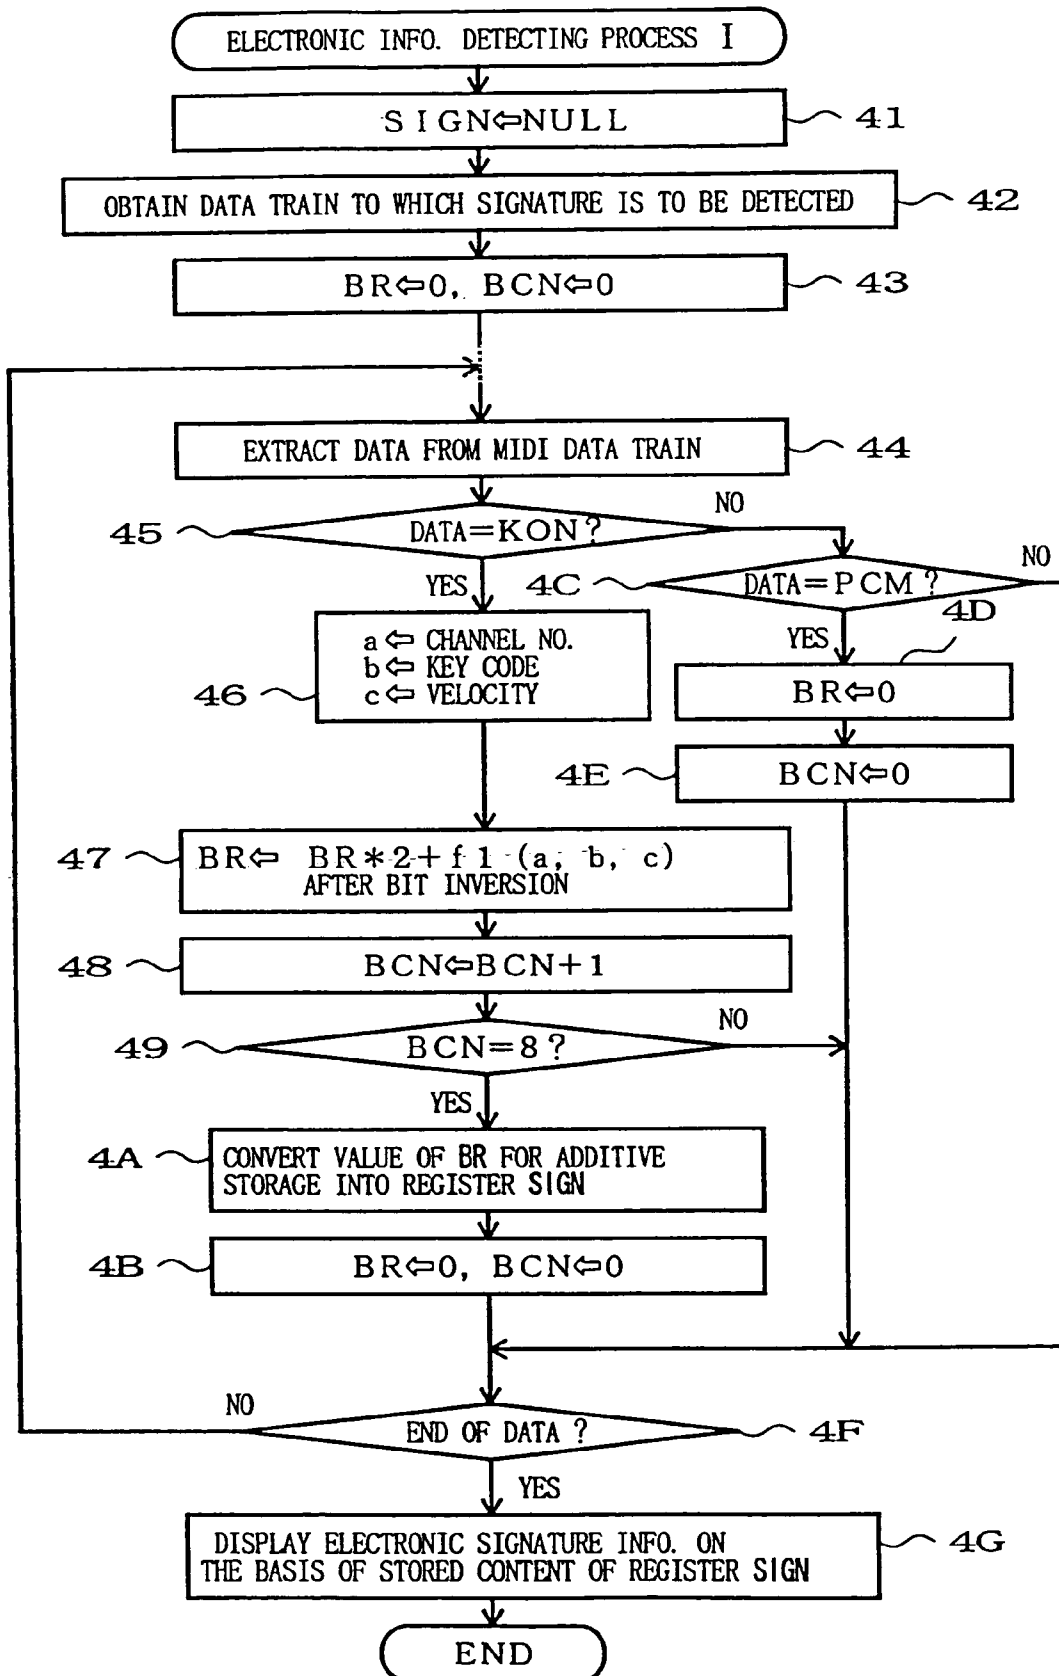 ELECTRONIC INFO. DETECTING PROCESS I
SIGN⇦NULL
41
OBTAIN DATA TRAIN TO WHICH SIGNATURE IS TO BE DETECTED
42
BR⇦0, BCN⇦0
43
EXTRACT DATA FROM MIDI DATA TRAIN
44
45
DATA=KON?
NO
YES
4C
DATA=PCM?
NO
YES
4D
46
a⇦ CHANNEL NO.
b⇦ KEY CODE
c⇦ VELOCITY
BR⇦0
4E
BCN⇦0
47
BR⇦ BR*2+f1 (a, b, c)
AFTER BIT INVERSION
48
BCN⇦BCN+1
49
BCN=8?
NO
YES
4A
CONVERT VALUE OF BR FOR ADDITIVE
STORAGE INTO REGISTER SIGN
4B
BR⇦0, BCN⇦0
NO
END OF DATA ?
4F
YES
DISPLAY ELECTRONIC SIGNATURE INFO. ON
THE BASIS OF STORED CONTENT OF REGISTER SIGN
4G
END